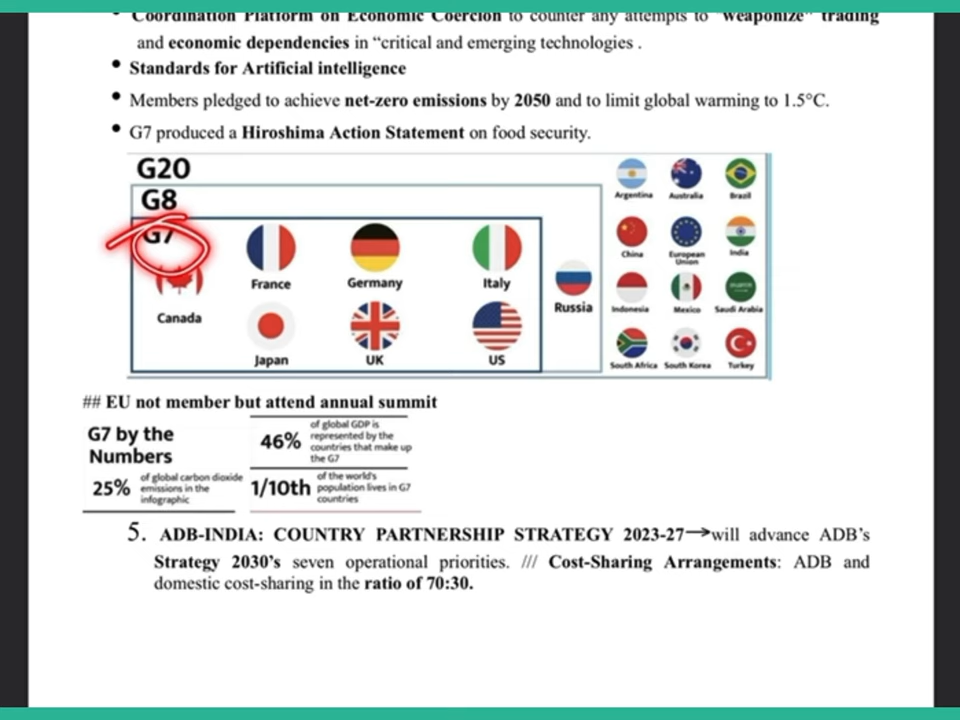 Coordination Platform on Economic Coercion to counter any attempts to "weaponize" trading
and economic dependencies in “critical and emerging technologies .
• Standards for Artificial intelligence
• Members pledged to achieve net-zero emissions by 2050 and to limit global warming to 1.5°C.
• G7 produced a Hiroshima Action Statement on food security.
G20
G8
G7
Canada
France
Germany
Italy
Japan
UK
US
Russia
Argentina
Australia
Brazil
China
European
Union
India
Indonesia
Mexico
Saudi Arabia
South Africa
South Korea
Turkey
## EU not member but attend annual summit
G7 by the
Numbers
46%
of global GDP is
represented by the
countries that make up
the G7
25%
of global carbon dioxide
emissions in the
infographic
1/10th
of the world's
population lives in G7
countries
5. ADB-INDIA: COUNTRY PARTNERSHIP STRATEGY 2023-27→will advance ADB’s
Strategy 2030’s seven operational priorities. /// Cost-Sharing Arrangements: ADB and
domestic cost-sharing in the ratio of 70:30.